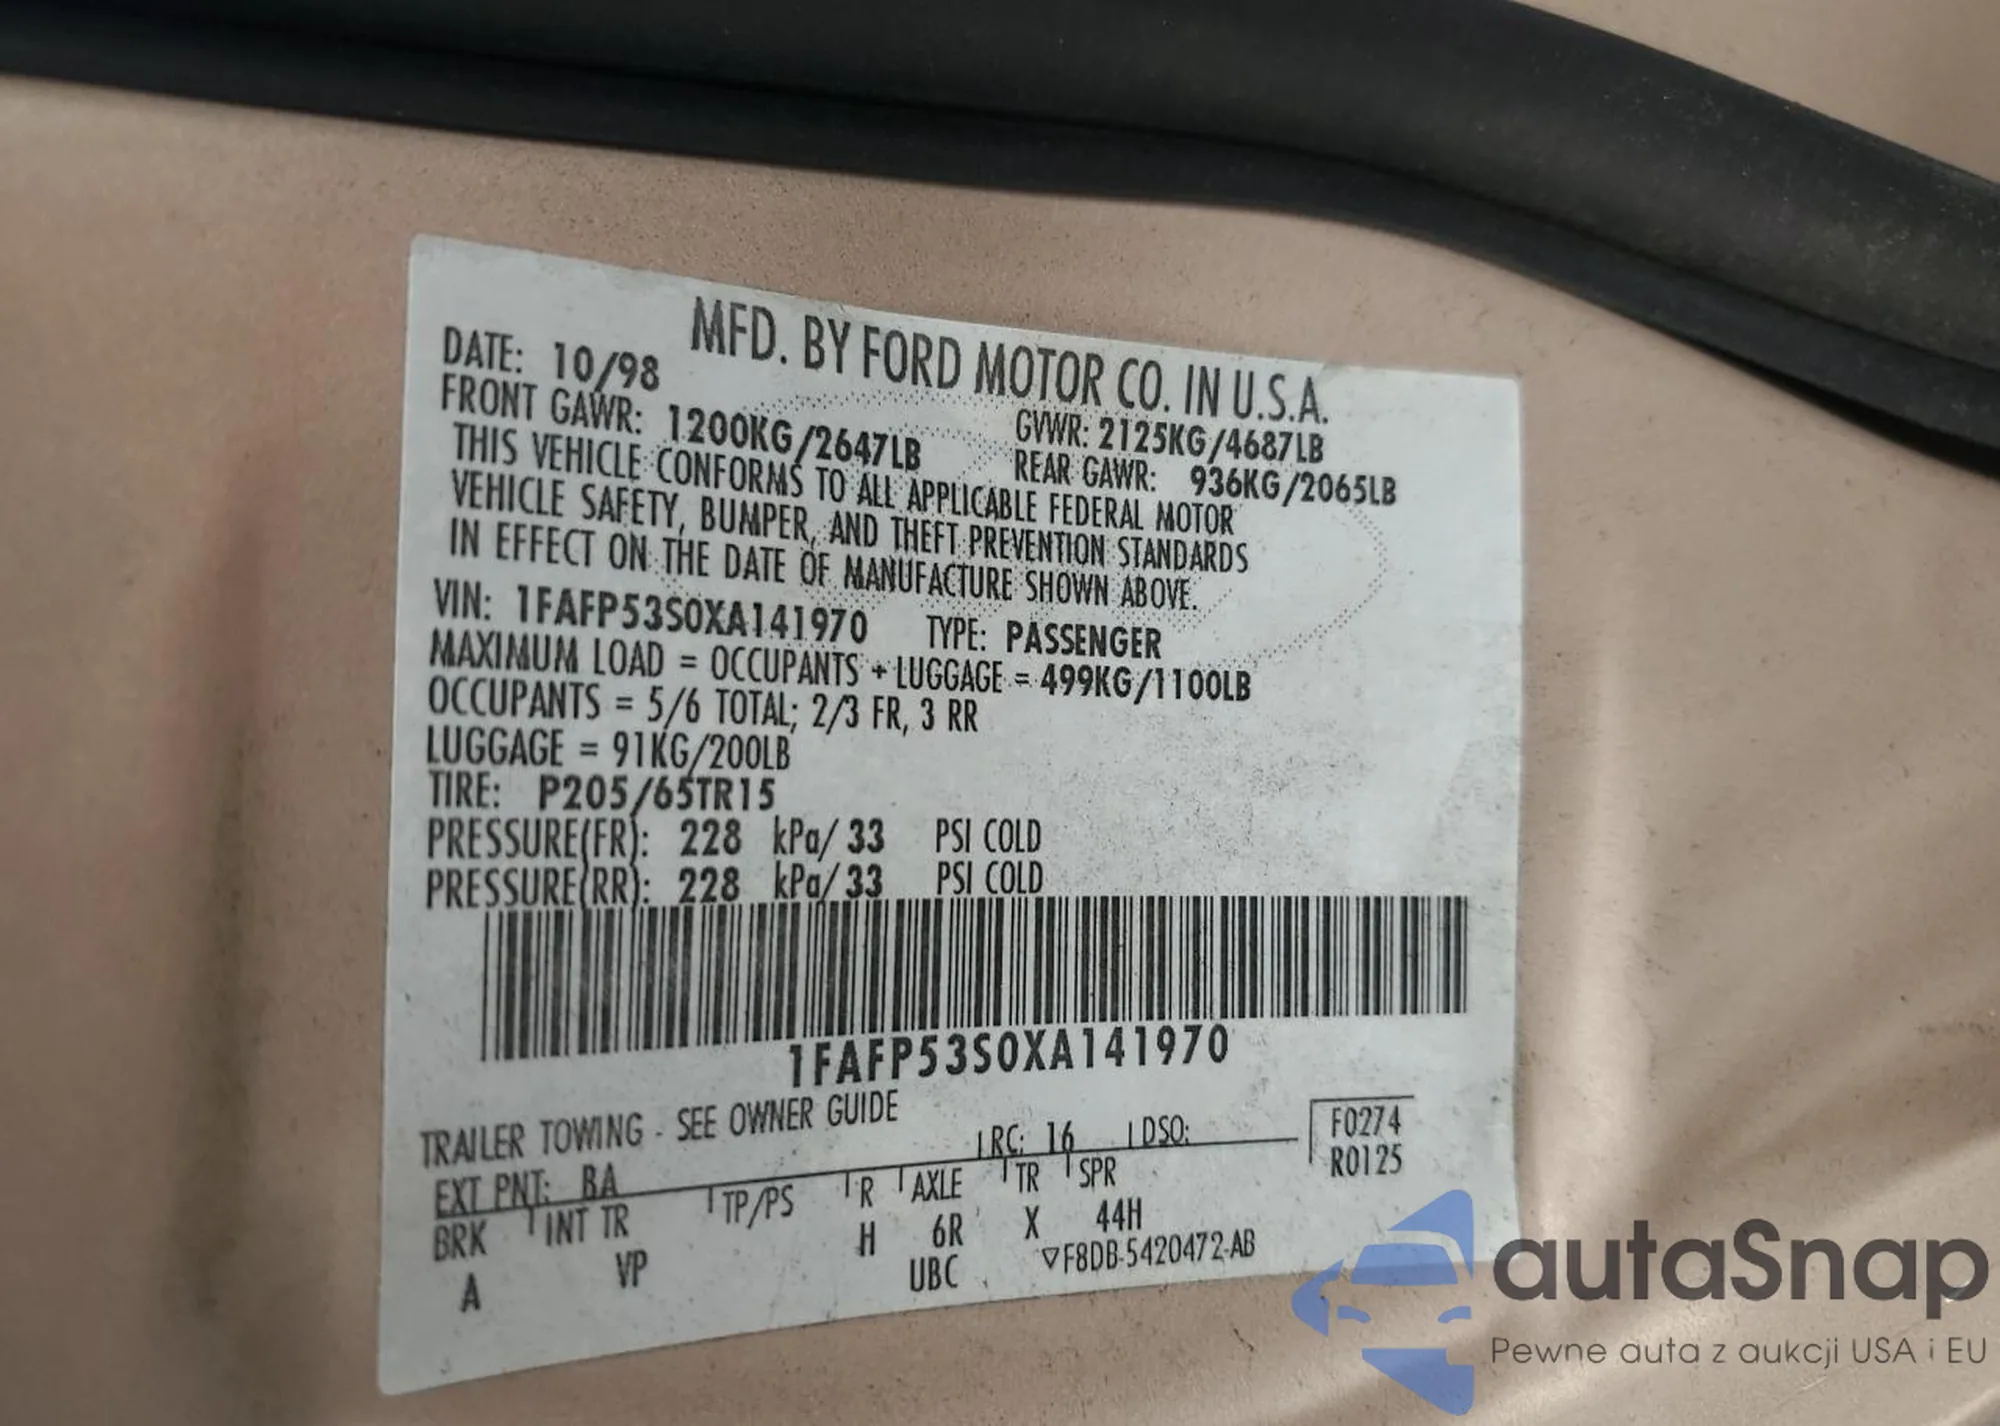 MFD. BY FORD MOTOR CO. IN U.S.A.
DATE: 10/98 GVWR: 2125KG/4687LB
FRONT GAWR: 1200KG/2647LB REAR GAWR: 936KG/2065LB
THIS VEHICLE CONFORMS TO ALL APPLICABLE FEDERAL MOTOR
VEHICLE SAFETY, BUMPER, AND THEFT PREVENTION STANDARDS
IN EFFECT ON THE DATE OF MANUFACTURE SHOWN ABOVE.
VIN: 1FAFP53S0XA141970 TYPE: PASSENGER
MAXIMUM LOAD = OCCUPANTS + LUGGAGE = 499KG/1100LB
OCCUPANTS = 5/6 TOTAL; 2/3 FR, 3 RR
LUGGAGE = 91KG/200LB
TIRE: P205/65TR15
PRESSURE(FR): 228 kPa/ 33 PSI COLD
PRESSURE(RR): 228 kPa/ 33 PSI COLD
1FAFP53S0XA141970
TRAILER TOWING - SEE OWNER GUIDE
EXT PNT: BA RC: 16 DSO: F0274
R0125
BRK INT TR TP/PS R AXLE TR SPR
A VP H 6R X 44H
UBC ▽F8DB-5420472-AB
autaSnap
Pewne auta z aukcji USA i EU